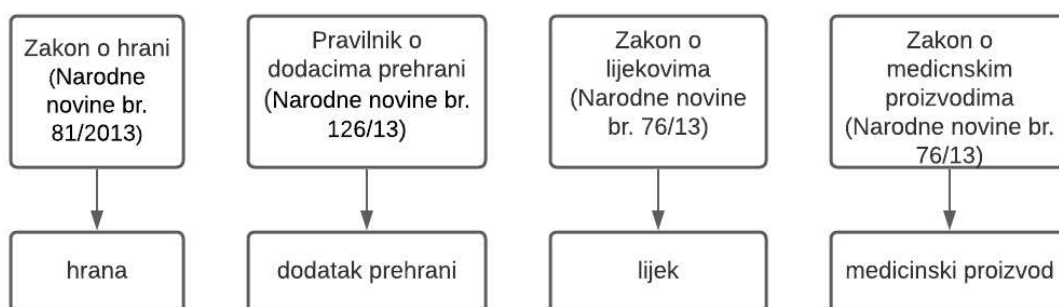 Zakon o hrani
(Narodne
novine br.
81/2013)
Pravilnik o
dodacima prehrani
(Narodne novine br.
126/13)
Zakon o
lijekovima
(Narodne novine
br. 76/13)
Zakon o
medicnskim
proizvodima
(Narodne novine br.
76/13)
hrana
dodatak prehrani
lijek
medicinski proizvod